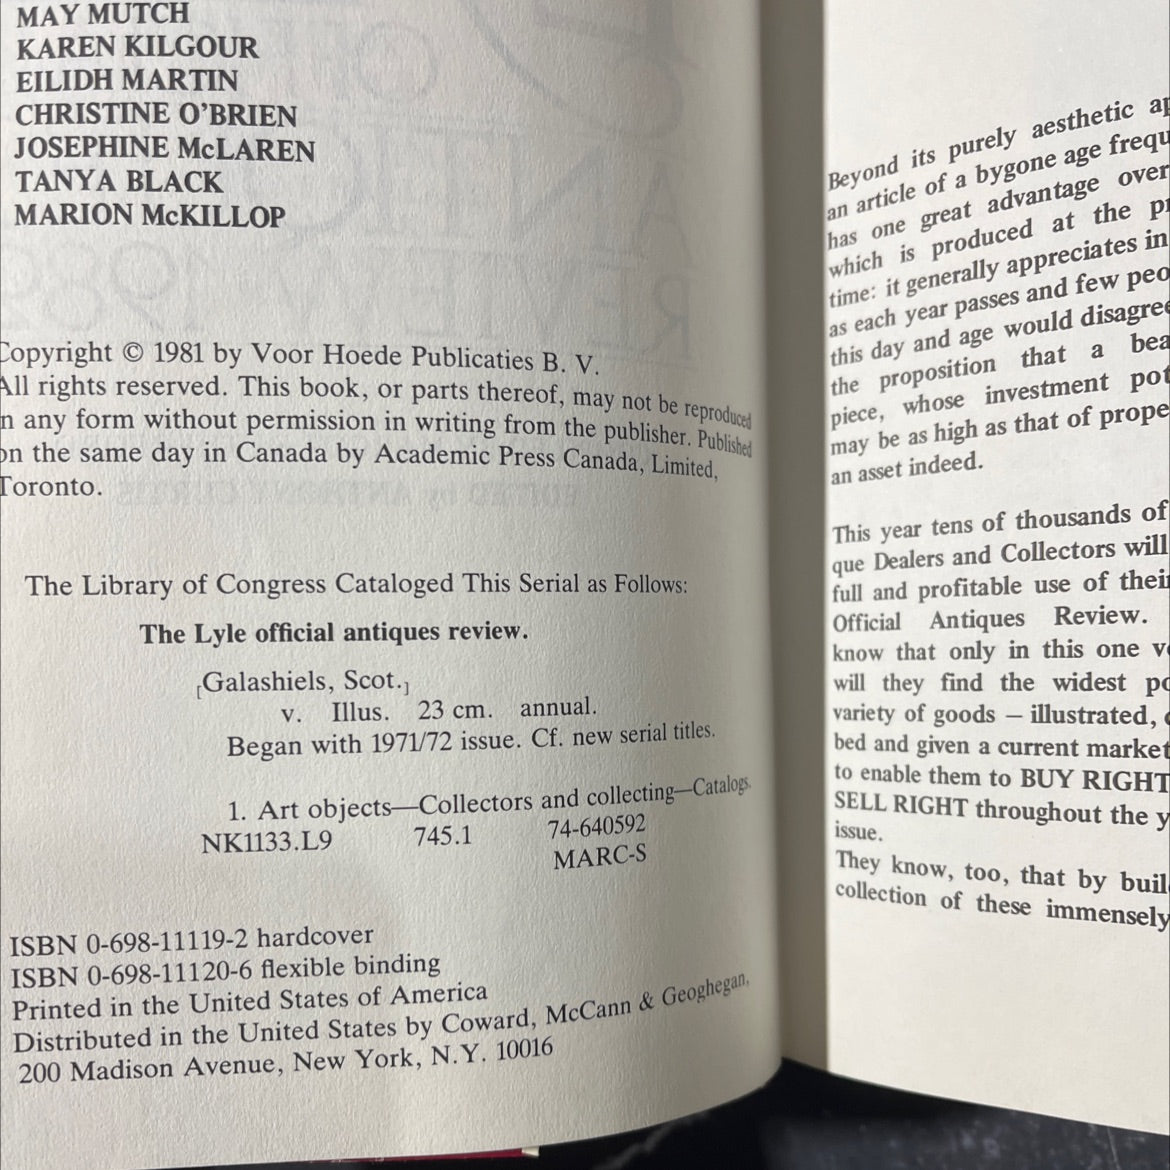 MAY MUTCH
KAREN KILGOUR
EILIDH MARTIN
CHRISTINE O'BRIEN
JOSEPHINE McLAREN
TANYA BLACK
MARION McKILLOP
Copyright © 1981 by Voor Hoede Publicaties B. V.
All rights reserved. This book, or parts thereof, may not be reproduced
in any form without permission in writing from the publisher. Published
on the same day in Canada by Academic Press Canada, Limited,
Toronto.
The Library of Congress Cataloged This Serial as Follows:
The Lyle official antiques review.
[Galashiels, Scot.]
v. Illus. 23 cm. annual.
Began with 1971/72 issue. Cf. new serial titles.
1. Art objects—Collectors and collecting—Catalogs.
NK1133.L9 745.1 74-640592
MARC-S
ISBN 0-698-11119-2 hardcover
ISBN 0-698-11120-6 flexible binding
Printed in the United States of America
Distributed in the United States by Coward, McCann & Geoghegan,
200 Madison Avenue, New York, N.Y. 10016
Beyond its purely aesthetic
an article of a bygone age
has one great advantage over
which is produced at the
time: it generally appreciates in
as each year passes and few
this day and age would
the proposition that a
piece, whose investment
may be as high as that of
an asset indeed.
This year tens of thousands of
que Dealers and Collectors will
full and profitable use of their
Official Antiques Review.
know that only in this one
will they find the widest
variety of goods – illustrated,
bed and given a current market
to enable them to BUY RIGHT
SELL RIGHT throughout the
issue.
They know, too, that by
collection of these immensely